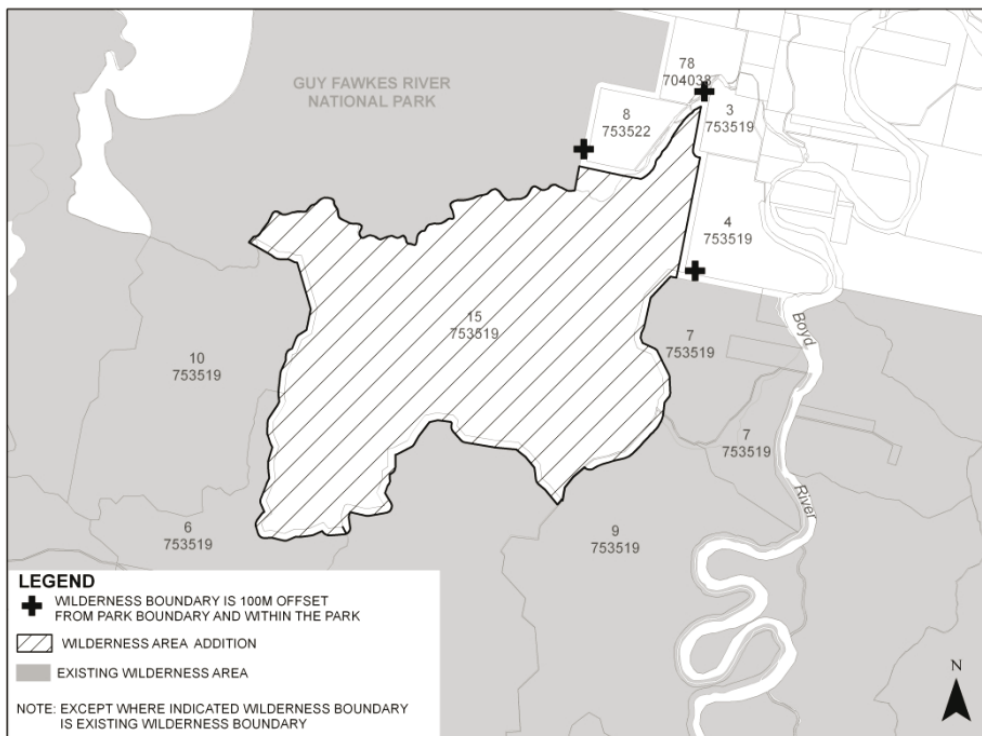 GUY FAWKES RIVER
NATIONAL PARK
78
704038
8
753522
3
753519
4
753519
15
753519
10
753519
7
753519
Boyd
River
7
753519
6
753519
9
753519
LEGEND
WILDERNESS BOUNDARY IS 100M OFFSET
FROM PARK BOUNDARY AND WITHIN THE PARK
WILDERNESS AREA ADDITION
EXISTING WILDERNESS AREA
NOTE: EXCEPT WHERE INDICATED WILDERNESS BOUNDARY
IS EXISTING WILDERNESS BOUNDARY
N